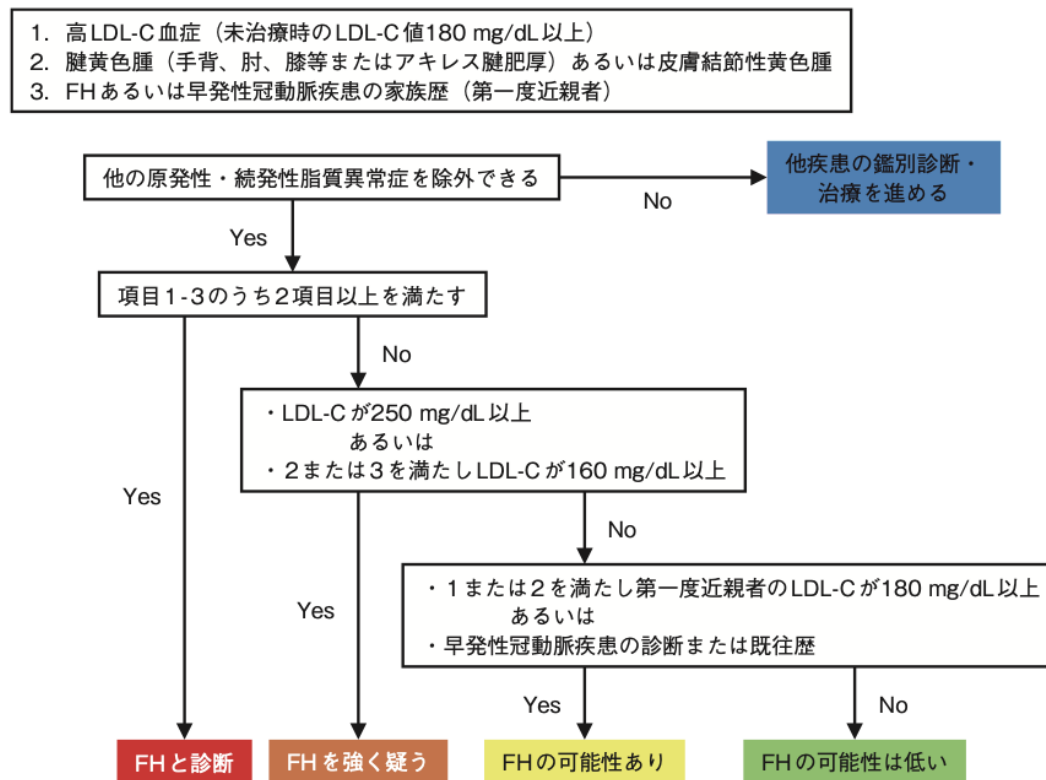 1. 高LDL-C血症（未治療時のLDL-C値180 mg/dL以上）
2. 腱黄色腫（手背、肘、膝等またはアキレス腱肥厚）あるいは皮膚結節性黄色腫
3. FHあるいは早発性冠動脈疾患の家族歴（第一度近親者）
他の原発性・続発性脂質異常症を除外できる
No
他疾患の鑑別診断・
治療を進める
Yes
項目1-3のうち2項目以上を満たす
No
・LDL-Cが250 mg/dL以上
あるいは
・2または3を満たしLDL-Cが160 mg/dL以上
Yes
No
・1または2を満たし第一度近親者のLDL-Cが180 mg/dL以上
あるいは
・早発性冠動脈疾患の診断または既往歴
Yes
Yes
No
FHと診断
FHを強く疑う
FHの可能性あり
FHの可能性は低い